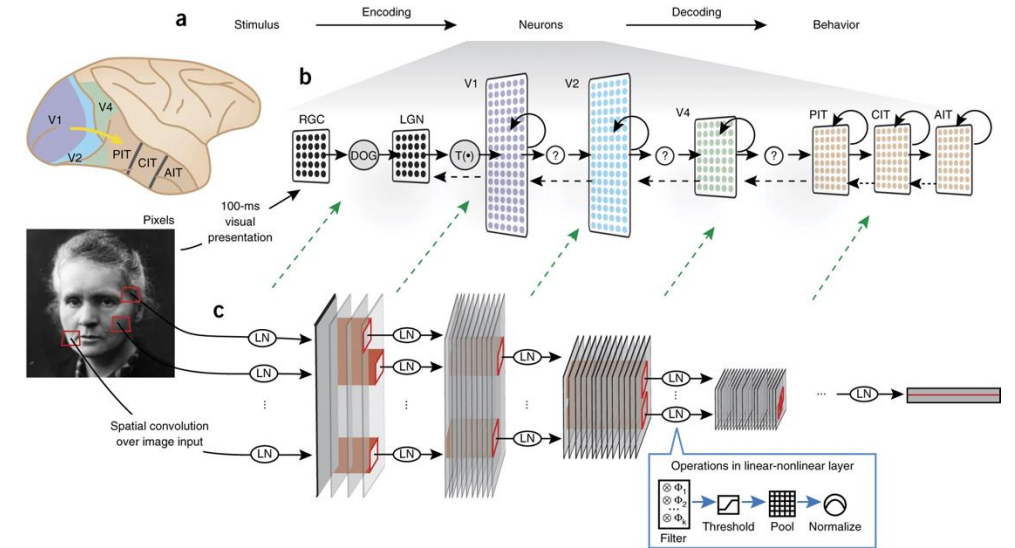 a
Stimulus
Encoding
Neurons
Decoding
Behavior
b
V1
V2
V4
PIT
CIT
AIT
RGC
DOG
LGN
T(•)
V1
?
V2
?
V4
?
PIT
CIT
AIT
100-ms
visual
presentation
Pixels
c
LN
LN
LN
LN
LN
LN
LN
LN
LN
LN
LN
...
LN
⋮
⋮
⋮
⋮
Spatial convolution
over image input
Operations in linear-nonlinear layer
⊗ Φ1
⊗ Φ2
...
⊗ Φk
Filter
Threshold
Pool
Normalize